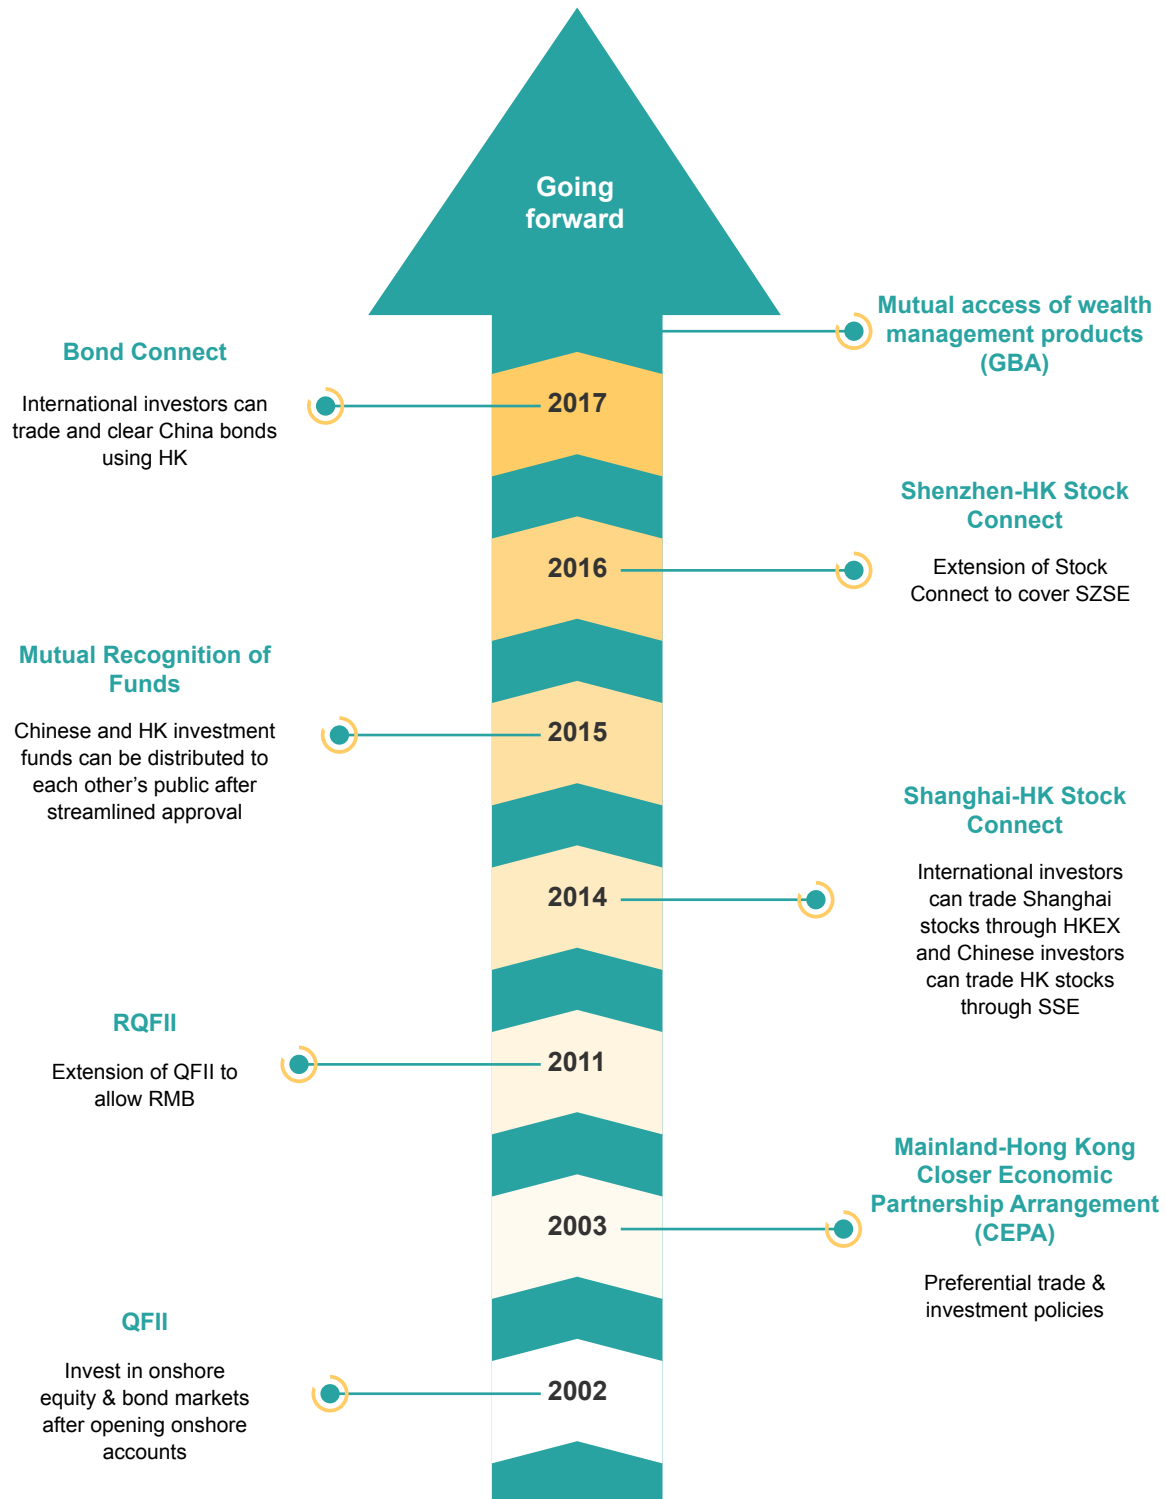 Going
forward
Mutual access of wealth
management products
(GBA)
Bond Connect
International investors can
trade and clear China bonds
using HK
2017
Shenzhen-HK Stock
Connect
Extension of Stock
Connect to cover SZSE
2016
Mutual Recognition of
Funds
Chinese and HK investment
funds can be distributed to
each other’s public after
streamlined approval
2015
Shanghai-HK Stock
Connect
International investors
can trade Shanghai
stocks through HKEX
and Chinese investors
can trade HK stocks
through SSE
2014
RQFII
Extension of QFII to
allow RMB
2011
Mainland-Hong Kong
Closer Economic
Partnership Arrangement
(CEPA)
Preferential trade &
investment policies
2003
QFII
Invest in onshore
equity & bond markets
after opening onshore
accounts
2002